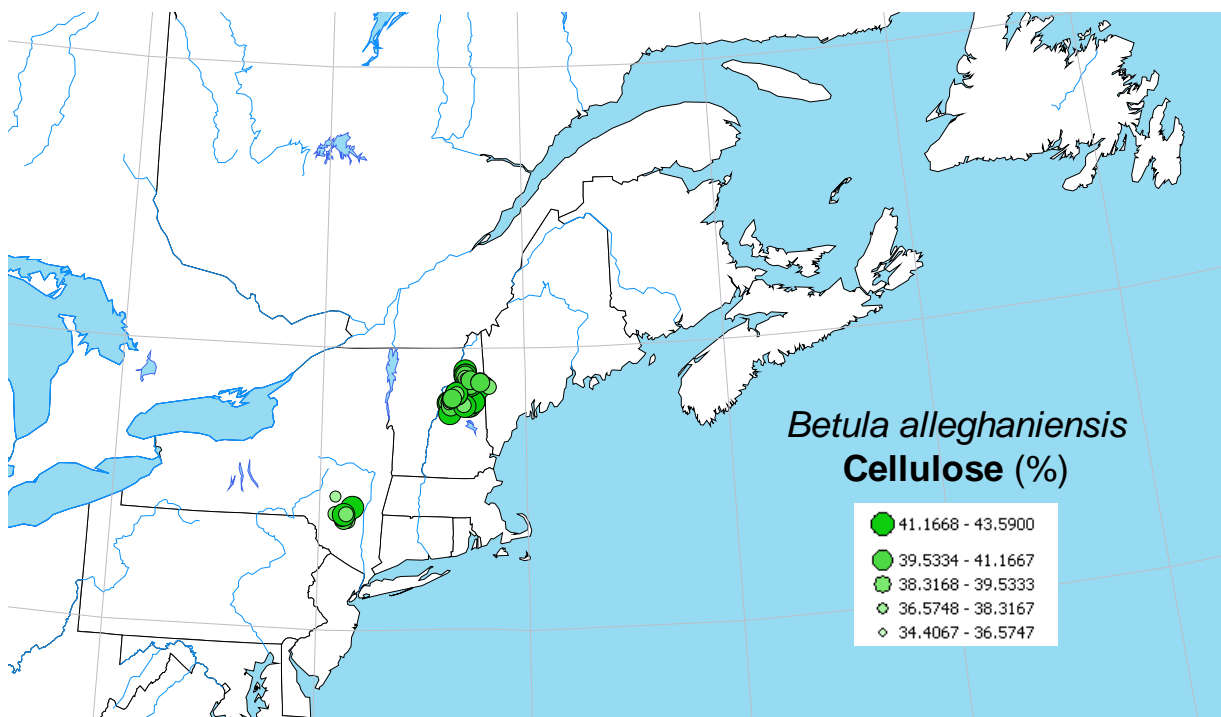 Betula alleghaniensis
Cellulose (%)
41.1668 - 43.5900
39.5334 - 41.1667
38.3168 - 39.5333
36.5748 - 38.3167
34.4067 - 36.5747